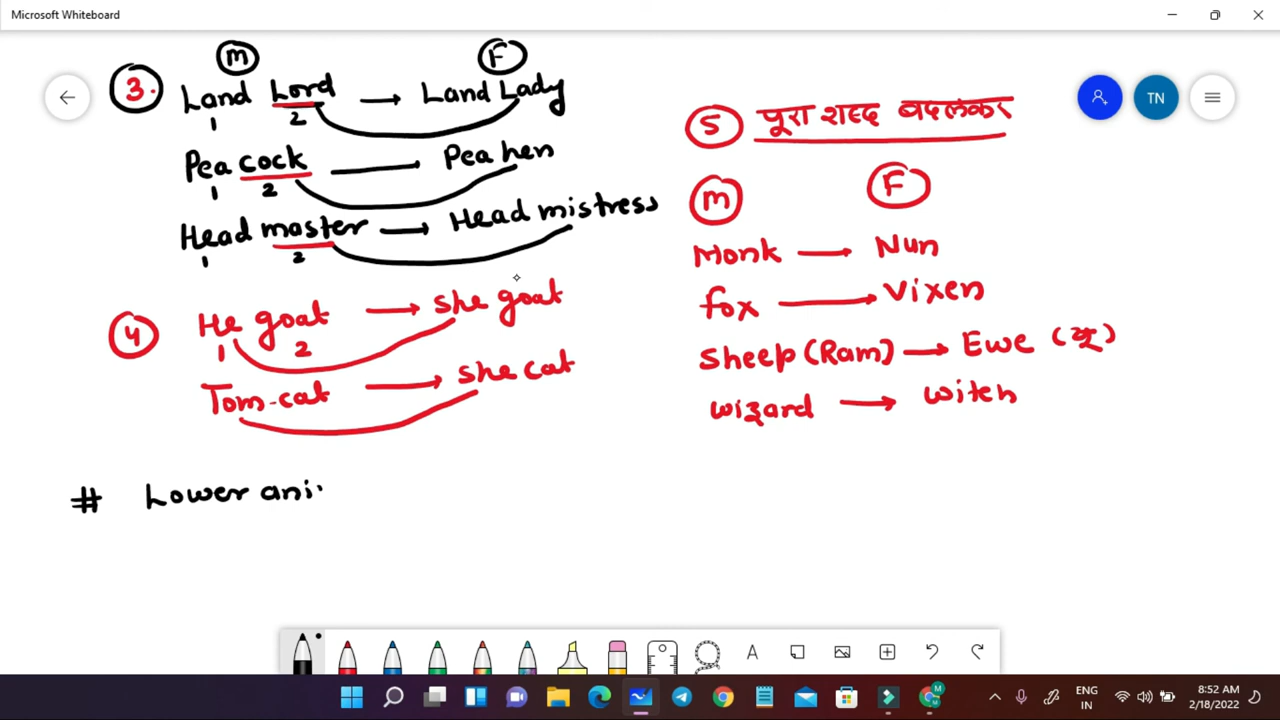 Microsoft Whiteboard
M F
3. Land Lord → Land Lady
1 2
Pea cock → Pea hen
1 2
Head master → Head mistress
1 2
4 He goat → She goat
1 2
Tom-cat → She cat
# Lower ani
TN
5 पूरा शब्द बदलकर
M F
Monk → Nun
fox → Vixen
Sheep (Ram) → Ewe (यू)
wizard → witch
A
ENG
IN
8:52 AM
2/18/2022